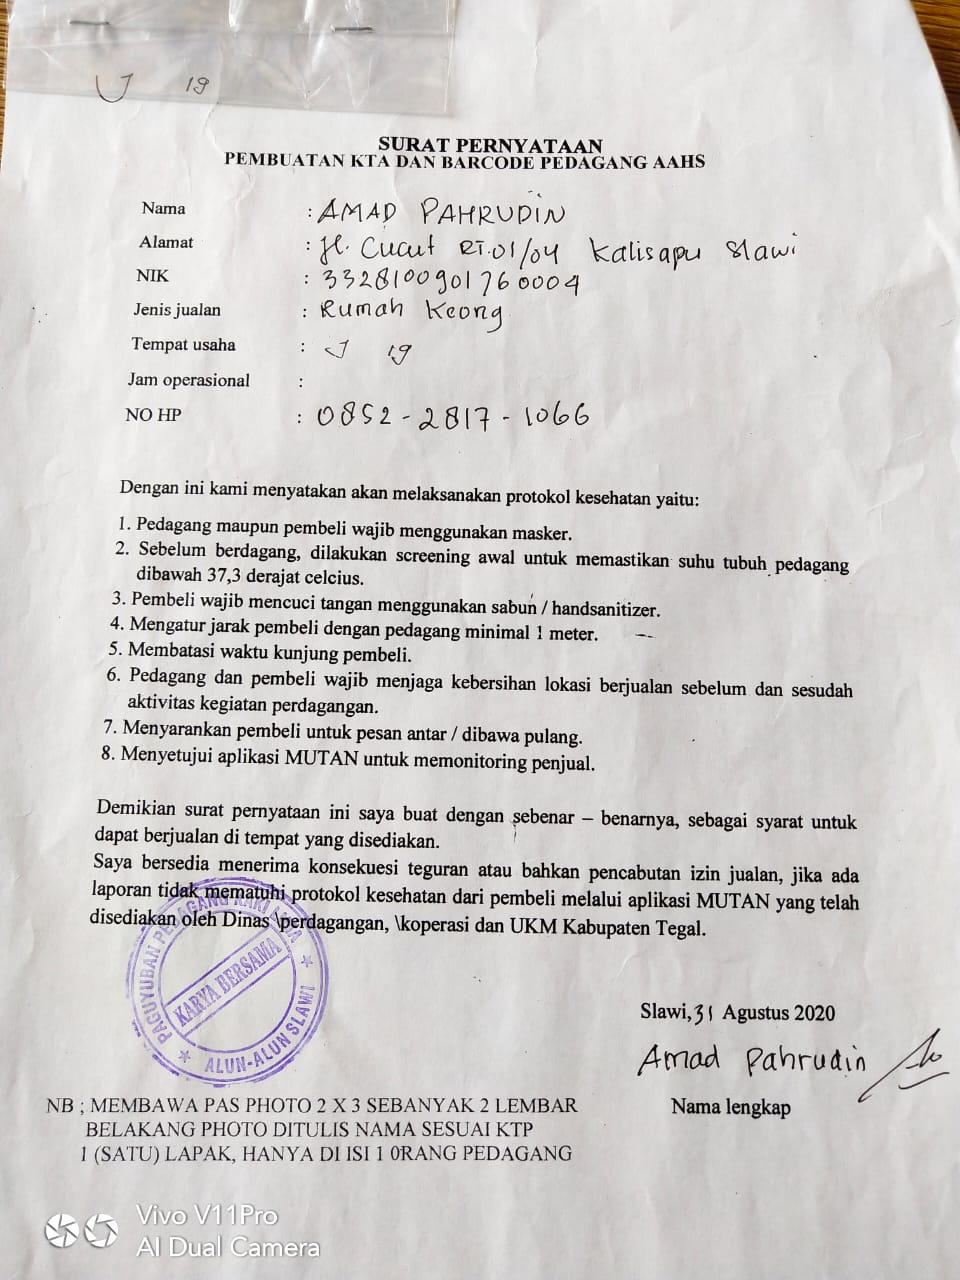 U 19
SURAT PERNYATAAN
PEMBUATAN KTA DAN BARCODE PEDAGANG AAHS
Nama : AMAD PAHRUDIN
Alamat : Jl. Cucut RT.01/04 Kalisapu Slawi
NIK : 3328100901760004
Jenis jualan : Rumah Keong
Tempat usaha : J 19
Jam operasional :
NO HP : 0852-2817-1066
Dengan ini kami menyatakan akan melaksanakan protokol kesehatan yaitu:
1. Pedagang maupun pembeli wajib menggunakan masker.
2. Sebelum berdagang, dilakukan screening awal untuk memastikan suhu tubuh pedagang
dibawah 37,3 derajat celcius.
3. Pembeli wajib mencuci tangan menggunakan sabun / handsanitizer.
4. Mengatur jarak pembeli dengan pedagang minimal 1 meter.
5. Membatasi waktu kunjung pembeli.
6. Pedagang dan pembeli wajib menjaga kebersihan lokasi berjualan sebelum dan sesudah
aktivitas kegiatan perdagangan.
7. Menyarankan pembeli untuk pesan antar / dibawa pulang.
8. Menyetujui aplikasi MUTAN untuk memonitoring penjual.
Demikian surat pernyataan ini saya buat dengan sebenar – benarnya, sebagai syarat untuk
dapat berjualan di tempat yang disediakan.
Saya bersedia menerima konsekuesi teguran atau bahkan pencabutan izin jualan, jika ada
laporan tidak mematuhi protokol kesehatan dari pembeli melalui aplikasi MUTAN yang telah
disediakan oleh Dinas \perdagangan, \koperasi dan UKM Kabupaten Tegal.
PAGUYUBAN PEDAGANG KAKI LIMA
KARYA BERSAMA
ALUN-ALUN SLAWI
Slawi, 31 Agustus 2020
Amad Pahrudin
Nama lengkap
NB ; MEMBAWA PAS PHOTO 2 X 3 SEBANYAK 2 LEMBAR
BELAKANG PHOTO DITULIS NAMA SESUAI KTP
1 (SATU) LAPAK, HANYA DI ISI 1 0RANG PEDAGANG
Vivo V11Pro
AI Dual Camera